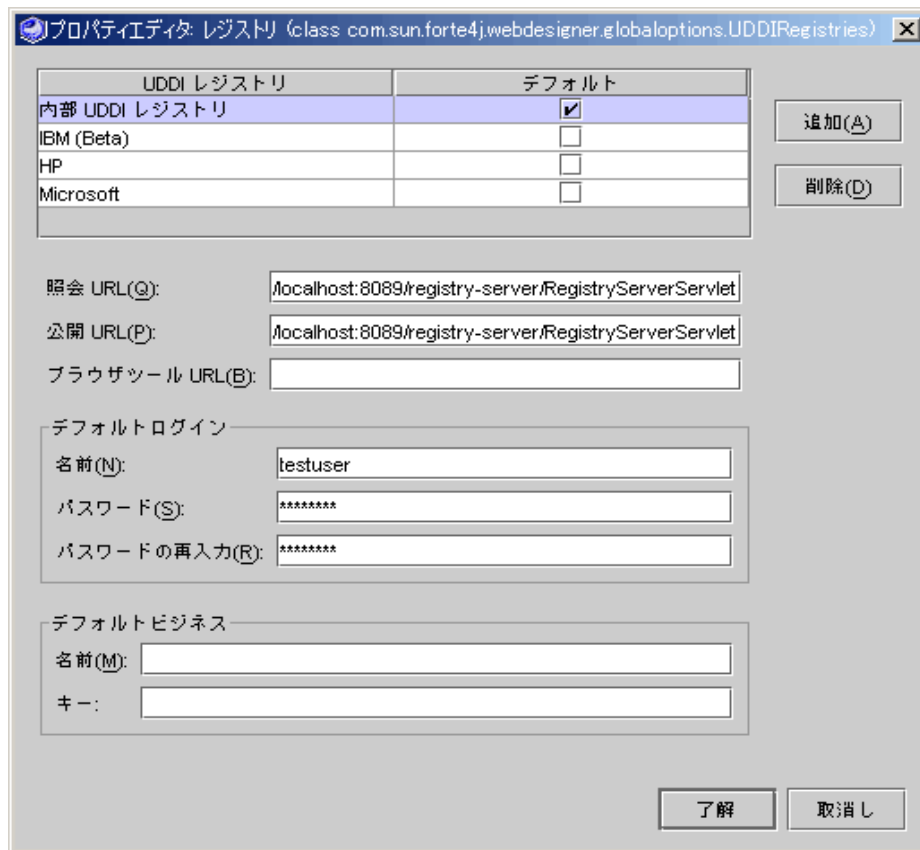 プロパティエディタ: レジストリ (class com.sun.forte4j.webdesigner.globaloptions.UDDIRegistries)
UDDI レジストリ デフォルト
内部 UDDI レジストリ
IBM (Beta)
HP
Microsoft
追加(A)
削除(D)
照会 URL(Q): /localhost:8089/registry-server/RegistryServerServlet
公開 URL(P): /localhost:8089/registry-server/RegistryServerServlet
ブラウザツール URL(B):
デフォルトログイン
名前(N): testuser
パスワード(S): ********
パスワードの再入力(R): ********
デフォルトビジネス
名前(M):
キー:
了解 取消し